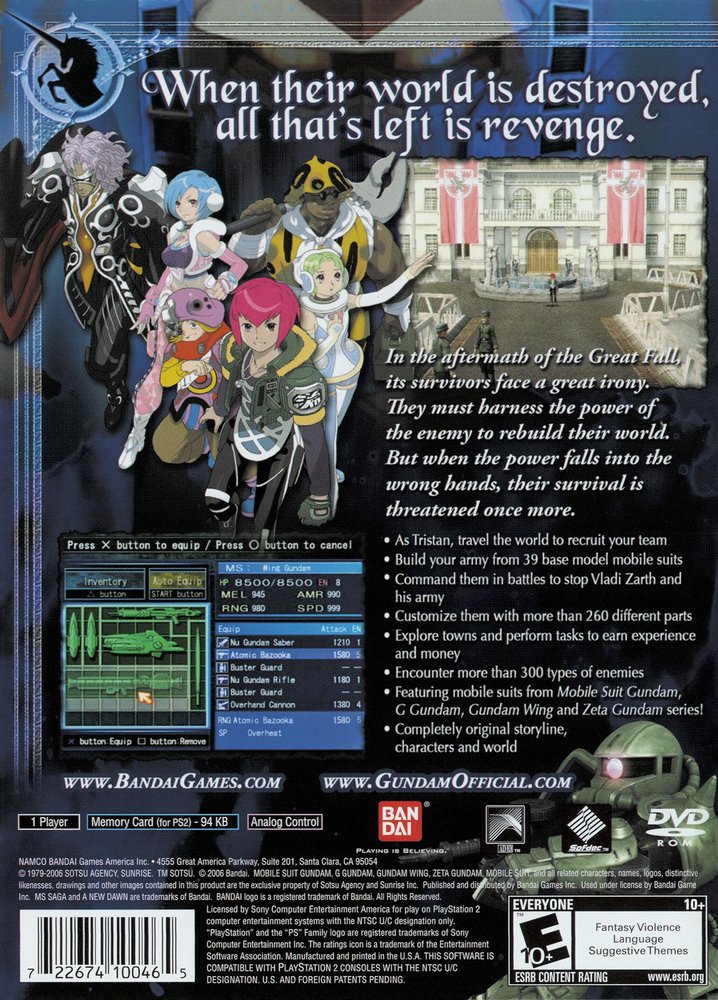 When their world is destroyed,
all that's left is revenge.
In the aftermath of the Great Fall,
its survivors face a great irony.
They must harness the power of
the enemy to rebuild their world.
But when the power falls into the
wrong hands, their survival is
threatened once more.
• As Tristan, travel the world to recruit your team
• Build your army from 39 base model mobile suits
• Command them in battles to stop Vladi Zarth and
his army
• Customize them with more than 260 different parts
• Explore towns and perform tasks to earn experience
and money
• Encounter more than 300 types of enemies
• Featuring mobile suits from Mobile Suit Gundam,
G Gundam, Gundam Wing and Zeta Gundam series!
• Completely original storyline,
characters and world
Press X button to equip / Press O button to cancel
Inventory
△ button
Auto Equip
START button
MS: Wing Gundam
HP 8500/8500 EN 8
MEL 945 AMR 990
RNG 980 SPD 999
Equip Attack EN
Nu Gundam Saber 1210 1
Atomic Bazooka 1580 5
Buster Guard -- --
Nu Gundam Rifle 1180 1
Buster Guard -- --
Overhand Cannon 1380 4
RNG Atomic Bazooka 1580 5
SP Overheat
X button:Equip □ button:Remove
www.BandaiGames.com www.GundamOfficial.com
1 Player
Memory Card (for PS2) - 94 KB
Analog Control
BAN
DAI
®
Playing is Believing.
Sofdec
DVD
ROM
NAMCO BANDAI Games America Inc. • 4555 Great America Parkway, Suite 201, Santa Clara, CA 95054
© 1979-2006 SOTSU AGENCY, SUNRISE. TM SOTSU. © 2006 Bandai. MOBILE SUIT GUNDAM, G GUNDAM, GUNDAM WING, ZETA GUNDAM, MOBILE SUIT, and all related characters, names, logos, distinctive
likenesses, drawings and other images contained in this product are the exclusive property of Sotsu Agency and Sunrise Inc. Published and distributed by Bandai Games Inc. Used under license by Bandai Games
Inc. MS SAGA and A NEW DAWN are trademarks of Bandai. BANDAI logo is a registered trademark of Bandai. All Rights Reserved.
Licensed by Sony Computer Entertainment America for play on PlayStation 2
computer entertainment systems with the NTSC U/C designation only.
"PlayStation" and the "PS" Family logo are registered trademarks of Sony
Computer Entertainment Inc. The ratings icon is a trademark of the Entertainment
Software Association. Manufactured and printed in the U.S.A. THIS SOFTWARE IS
COMPATIBLE WITH PLAYSTATION 2 CONSOLES WITH THE NTSC U/C
DESIGNATION. U.S. AND FOREIGN PATENTS PENDING.
7 22674 10046 5
EVERYONE 10+
E
10+
Fantasy Violence
Language
Suggestive Themes
ESRB CONTENT RATING www.esrb.org